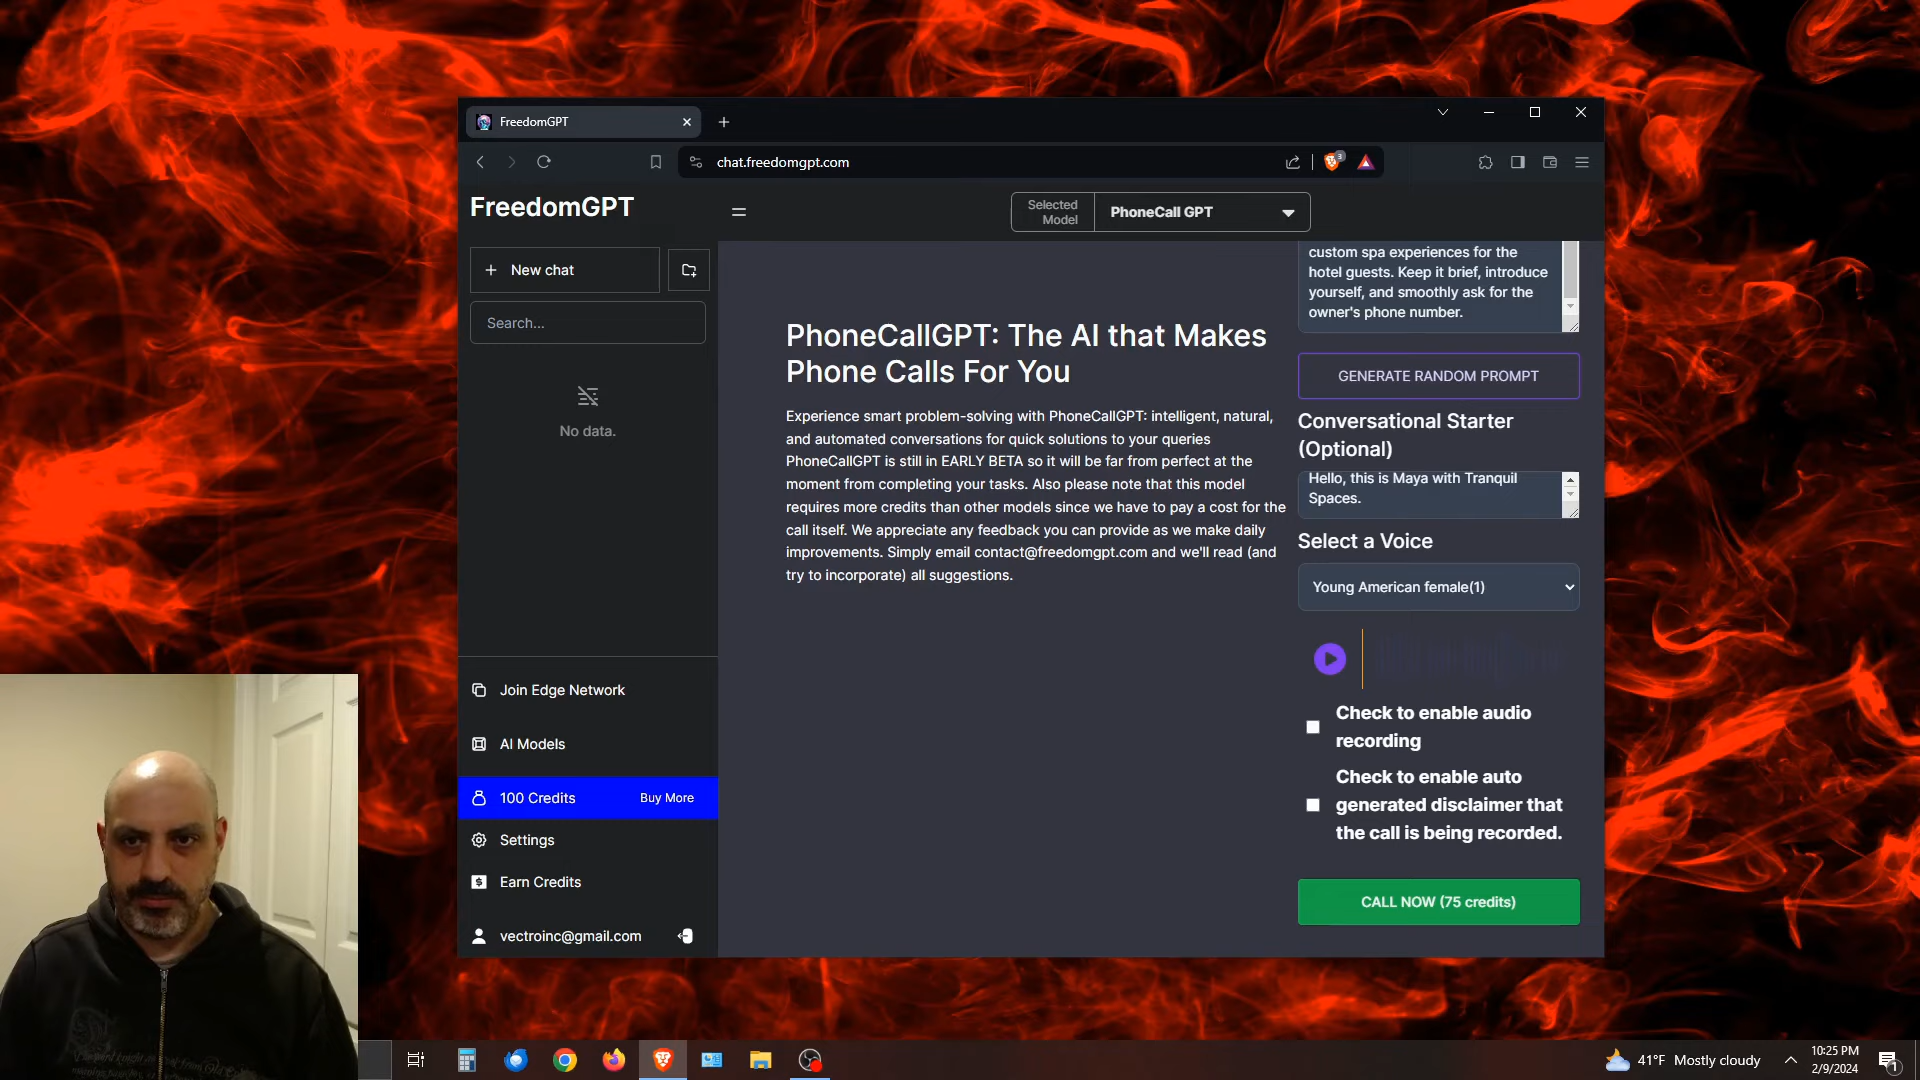 FreedomGPT
chat.freedomgpt.com
3
FreedomGPT
Selected
Model
PhoneCall GPT
New chat
Search...
No data.
Join Edge Network
AI Models
100 Credits
Buy More
Settings
Earn Credits
vectroinc@gmail.com
PhoneCallGPT: The AI that Makes
Phone Calls For You
Experience smart problem-solving with PhoneCallGPT: intelligent, natural,
and automated conversations for quick solutions to your queries
PhoneCallGPT is still in EARLY BETA so it will be far from perfect at the
moment from completing your tasks. Also please note that this model
requires more credits than other models since we have to pay a cost for the
call itself. We appreciate any feedback you can provide as we make daily
improvements. Simply email contact@freedomgpt.com and we'll read (and
try to incorporate) all suggestions.
custom spa experiences for the
hotel guests. Keep it brief, introduce
yourself, and smoothly ask for the
owner's phone number.
GENERATE RANDOM PROMPT
Conversational Starter
(Optional)
Hello, this is Maya with Tranquil
Spaces.
Select a Voice
Young American female(1)
Check to enable audio
recording
Check to enable auto
generated disclaimer that
the call is being recorded.
CALL NOW (75 credits)
41°F Mostly cloudy
10:25 PM
2/9/2024
1